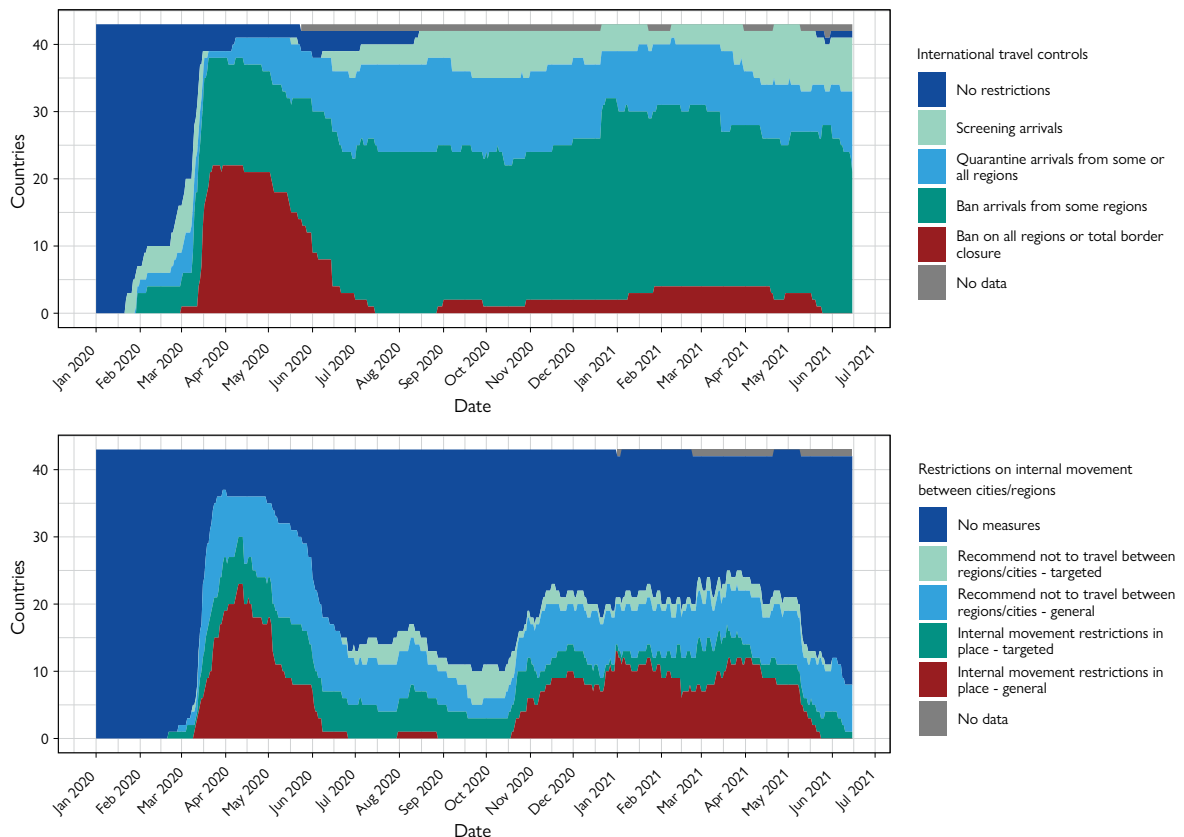 40
30
20
10
0
Countries
Jan 2020
Feb 2020
Mar 2020
Apr 2020
May 2020
Jun 2020
Jul 2020
Aug 2020
Sep 2020
Oct 2020
Nov 2020
Dec 2020
Jan 2021
Feb 2021
Mar 2021
Apr 2021
May 2021
Jun 2021
Jul 2021
Date
International travel controls
No restrictions
Screening arrivals
Quarantine arrivals from some or
all regions
Ban arrivals from some regions
Ban on all regions or total border
closure
No data
40
30
20
10
0
Countries
Jan 2020
Feb 2020
Mar 2020
Apr 2020
May 2020
Jun 2020
Jul 2020
Aug 2020
Sep 2020
Oct 2020
Nov 2020
Dec 2020
Jan 2021
Feb 2021
Mar 2021
Apr 2021
May 2021
Jun 2021
Jul 2021
Date
Restrictions on internal movement
between cities/regions
No measures
Recommend not to travel between
regions/cities - targeted
Recommend not to travel between
regions/cities - general
Internal movement restrictions in
place - targeted
Internal movement restrictions in
place - general
No data